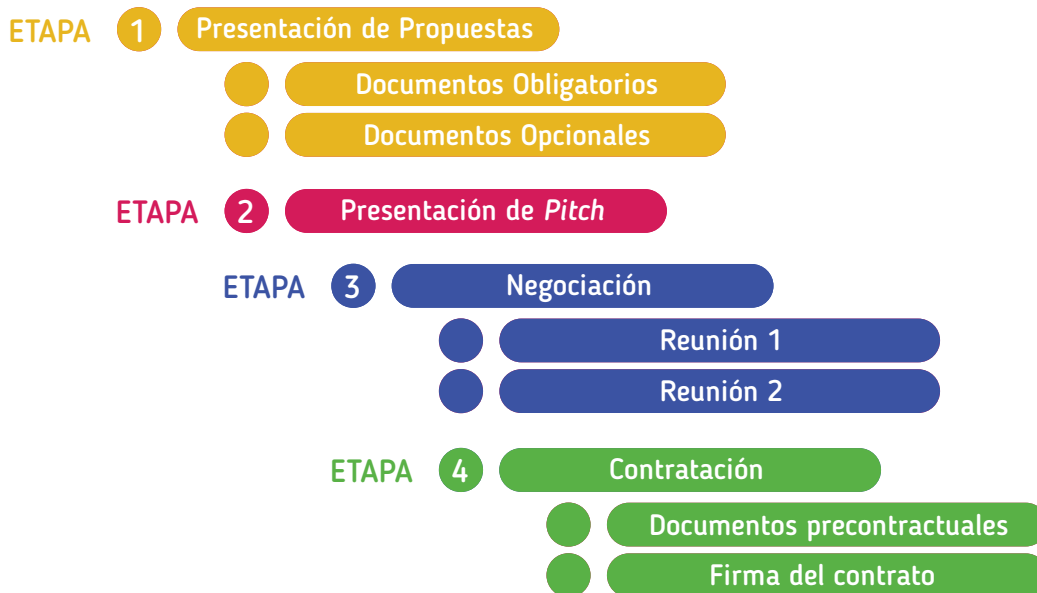 ETAPA 1 Presentación de Propuestas
Documentos Obligatorios
Documentos Opcionales
ETAPA 2 Presentación de Pitch
ETAPA 3 Negociación
Reunión 1
Reunión 2
ETAPA 4 Contratación
Documentos precontractuales
Firma del contrato